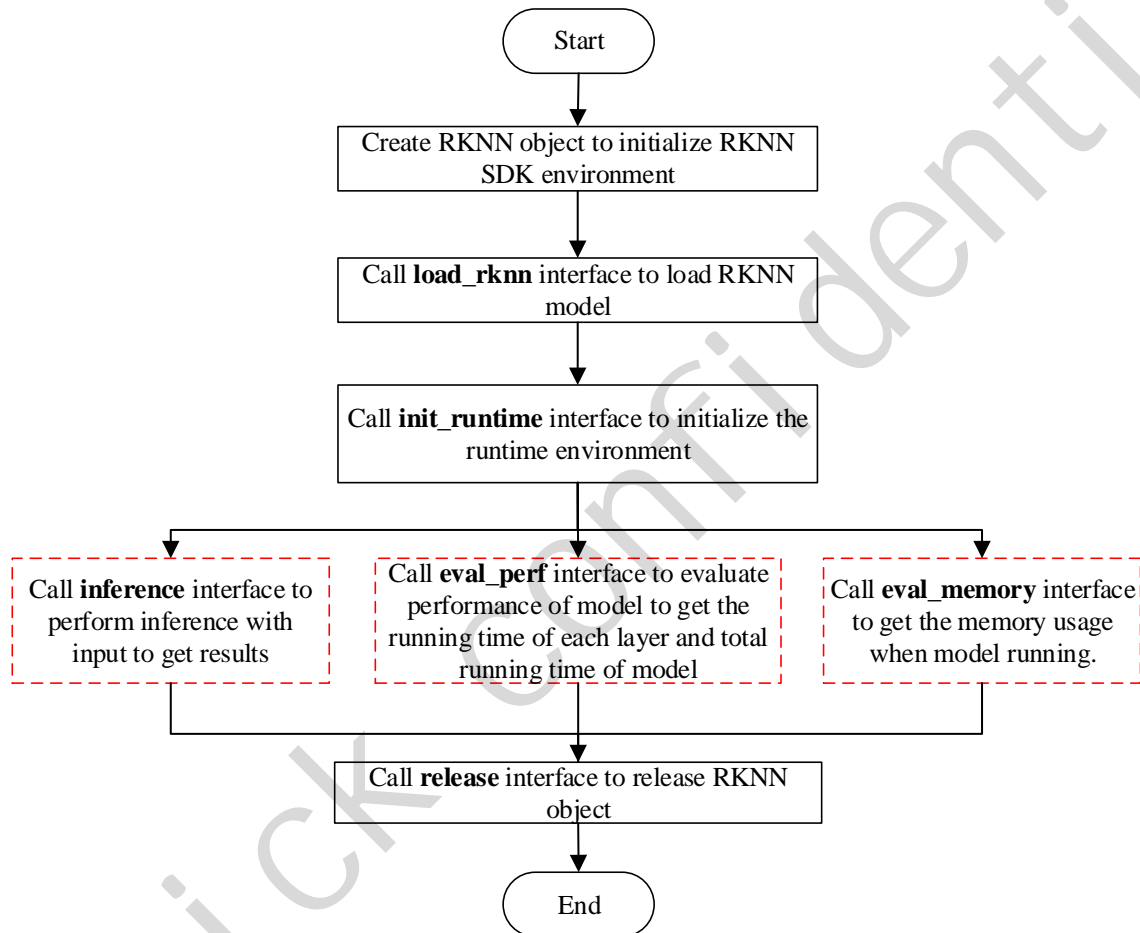 Start
Create RKNN object to initialize RKNN
SDK environment
Call load_rknn interface to load RKNN
model
Call init_runtime interface to initialize the
runtime environment
Call inference interface to
perform inference with
input to get results
Call eval_perf interface to evaluate
performance of model to get the
running time of each layer and total
running time of model
Call eval_memory interface
to get the memory usage
when model running.
Call release interface to release RKNN
object
End
ick confidenti